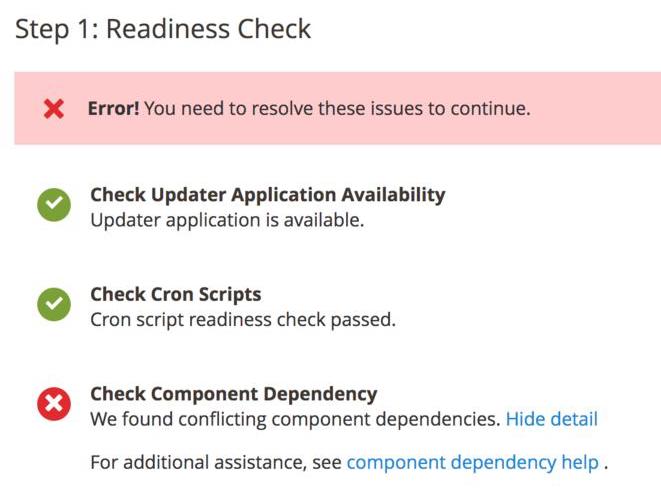 Step 1: Readiness Check
Error! You need to resolve these issues to continue.
Check Updater Application Availability
Updater application is available.
Check Cron Scripts
Cron script readiness check passed.
Check Component Dependency
We found conflicting component dependencies. Hide detail
For additional assistance, see component dependency help .